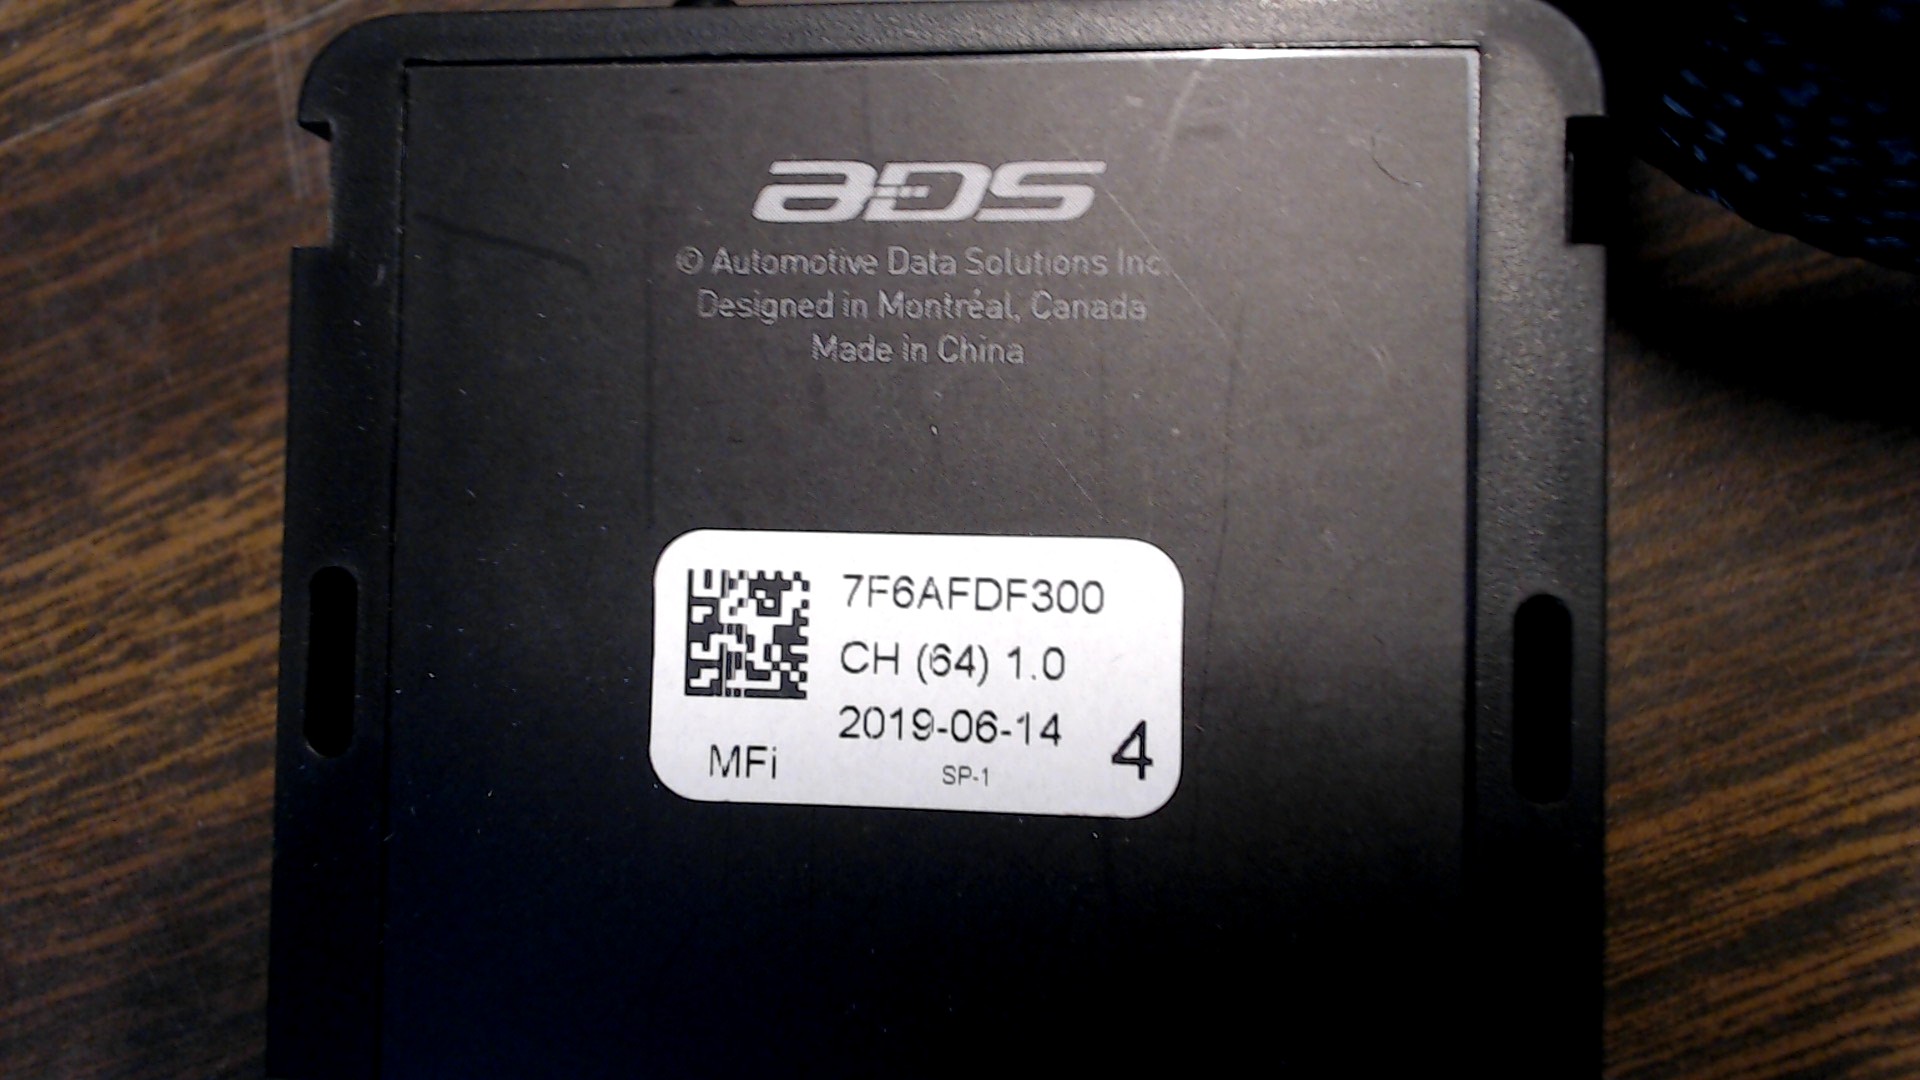 aDS
© Automotive Data Solutions Inc.
Designed in Montréal, Canada
Made in China
7F6AFDF300
CH (64) 1.0
2019-06-14
4
MFi
SP-1